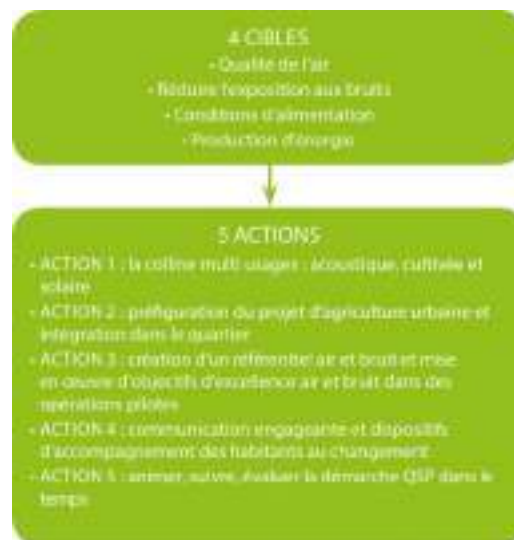 4 CIBLES
• Qualité de l'air
• Réduire l'exposition aux bruits
• Conditions d'alimentation
• Production d'énergie
5 ACTIONS
• ACTION 1 : la colline multi usages : acoustique, cultivée et
solaire
• ACTION 2 : préfiguration du projet d'agriculture urbaine et
intégration dans le quartier
• ACTION 3 : création d'un référentiel air et bruit et mise
en œuvre d'objectifs d'excellence air et bruit dans des
opérations pilotes
• ACTION 4 : communication engageante et dispositifs
d'accompagnement des habitants au changement
• ACTION 5 : animer, suivre, évaluer la démarche QSP dans le
temps